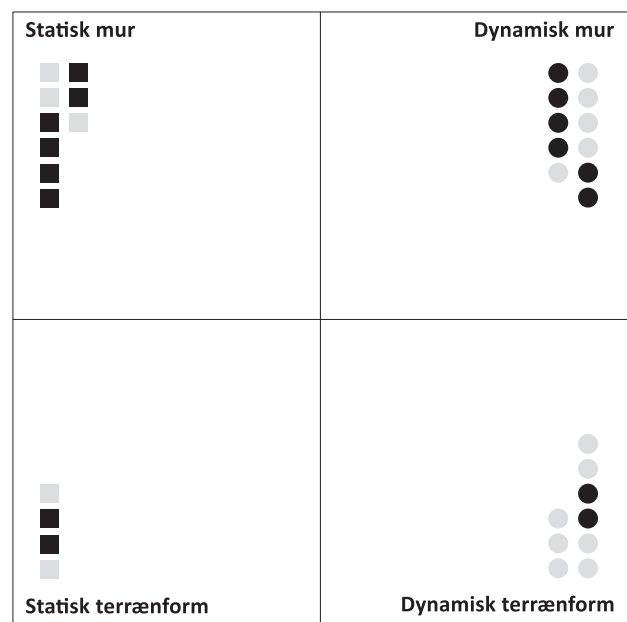 Statisk mur
Dynamisk mur
Statisk terrænform
Dynamisk terrænform